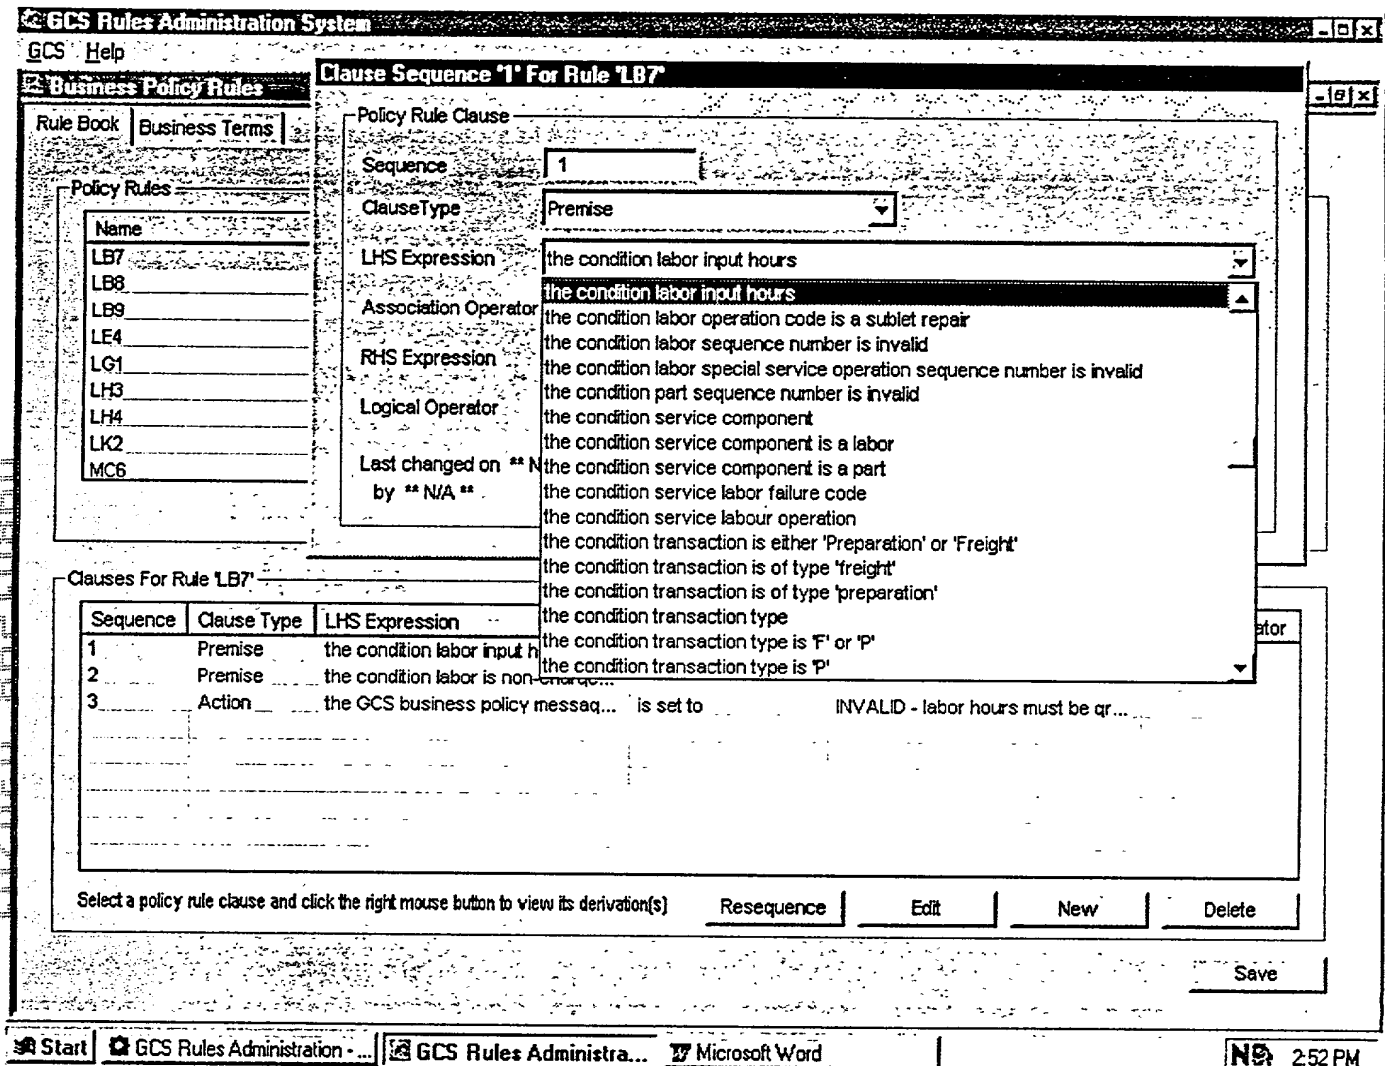 GCS Rules Administration System
GCS Help
Business Policy Rules
Rule Book Business Terms
Policy Rules
Name
LB7
LB8
LB9
LE4
LG1
LH3
LH4
LK2
MC6
Clause Sequence '1' For Rule 'LB7'
Policy Rule Clause
Sequence 1
ClauseType Premise
LHS Expression the condition labor input hours
Association Operator
RHS Expression
Logical Operator
Last changed on ** N
by ** N/A **
the condition labor input hours
the condition labor operation code is a sublet repair
the condition labor sequence number is invalid
the condition labor special service operation sequence number is invalid
the condition part sequence number is invalid
the condition service component
the condition service component is a labor
the condition service component is a part
the condition service labor failure code
the condition service labour operation
the condition transaction is either 'Preparation' or 'Freight'
the condition transaction is of type 'freight'
the condition transaction is of type 'preparation'
the condition transaction type
the condition transaction type is 'F' or 'P'
the condition transaction type is 'P'
Clauses For Rule 'LB7'
Sequence Clause Type LHS Expression ator
1 Premise the condition labor input h
2 Premise the condition labor is non-charge...
3 Action the GCS business policy messag... is set to INVALID - labor hours must be gr...
Select a policy rule clause and click the right mouse button to view its derivation(s)
Resequence Edit New Delete
Save
Start GCS Rules Administration - ... GCS Rules Administra... Microsoft Word 2:52 PM